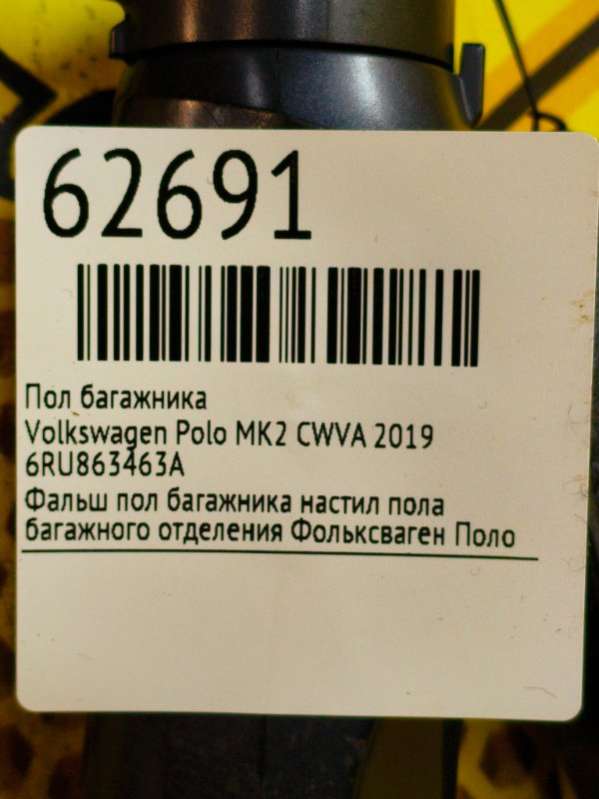 62691
Пол багажника
Volkswagen Polo MK2 CWVA 2019
6RU863463A
Фальш пол багажника настил пола
багажного отделения Фольксваген Поло